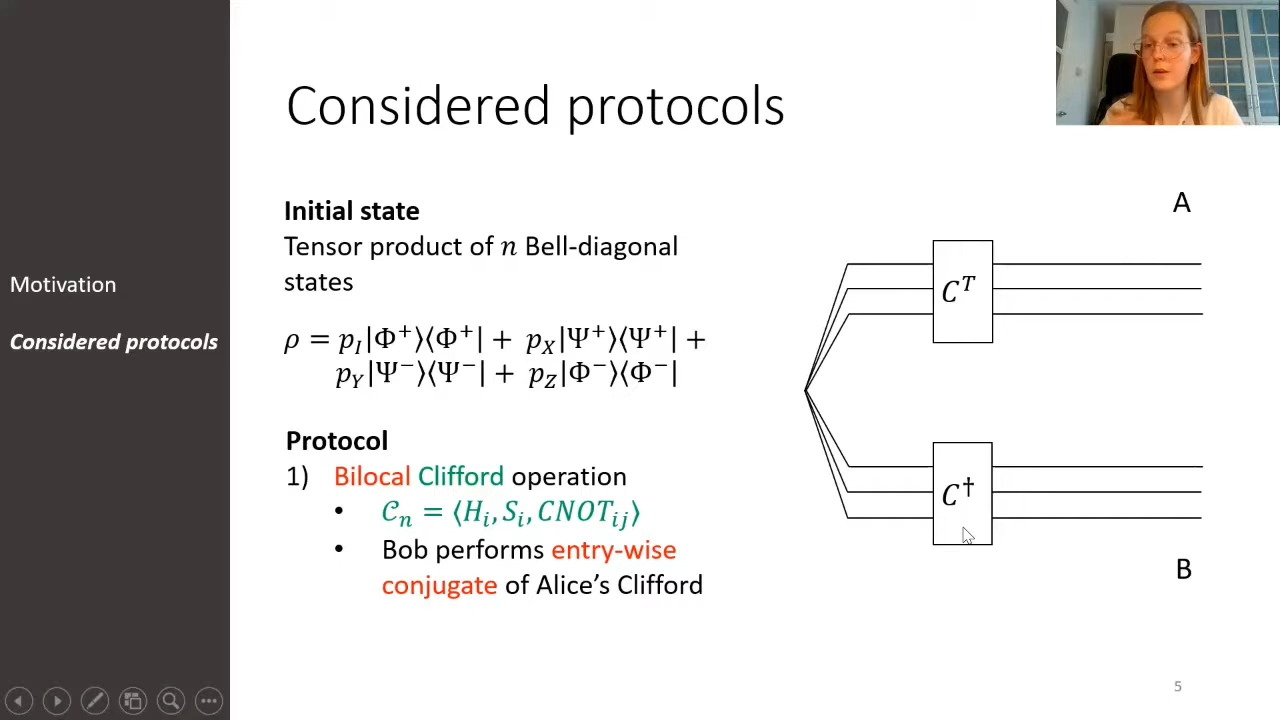 Considered protocols
Motivation
Considered protocols
Initial state
Tensor product of 𝑛 Bell-diagonal
states
𝜌 = 𝑝_I|Φ⁺⟩⟨Φ⁺| + 𝑝_X|Ψ⁺⟩⟨Ψ⁺| +
𝑝_Y|Ψ⁻⟩⟨Ψ⁻| + 𝑝_Z|Φ⁻⟩⟨Φ⁻|
Protocol
1) Bilocal Clifford operation
• 𝒞_n = ⟨H_i, S_i, CNOT_ij⟩
• Bob performs entry-wise
conjugate of Alice’s Clifford
A
Cᵀ
C†
B
5